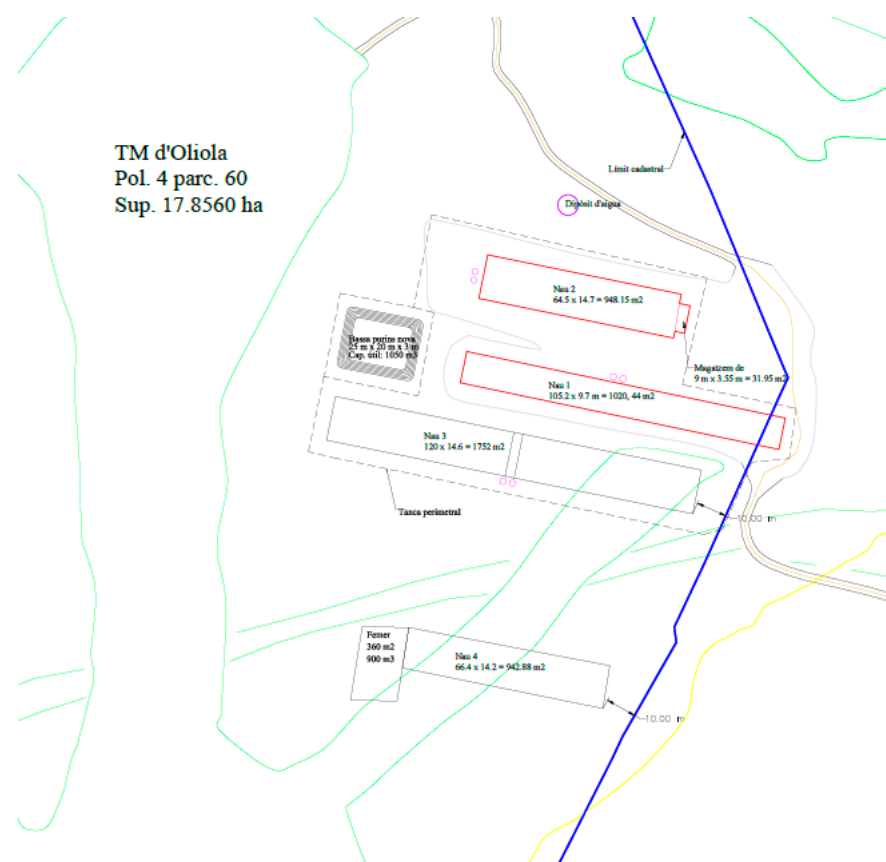 TM d'Oliola
Pol. 4 parc. 60
Sup. 17.8560 ha
Límit cadastral
Dipòsit d'aigua
Nau 2
64.5 x 14.7 = 948.15 m2
Bassa purins nova
25 m x 20 m x 3 m
Cap. útil: 1050 m3
Magatzem de
9 m x 3.55 m = 31.95 m2
Nau 1
105.2 x 9.7 m = 1020, 44 m2
Nau 3
120 x 14.6 = 1752 m2
Tanca perimetral
10.00 m
Femer
360 m2
900 m3
Nau 4
66.4 x 14.2 = 942.88 m2
10.00 m